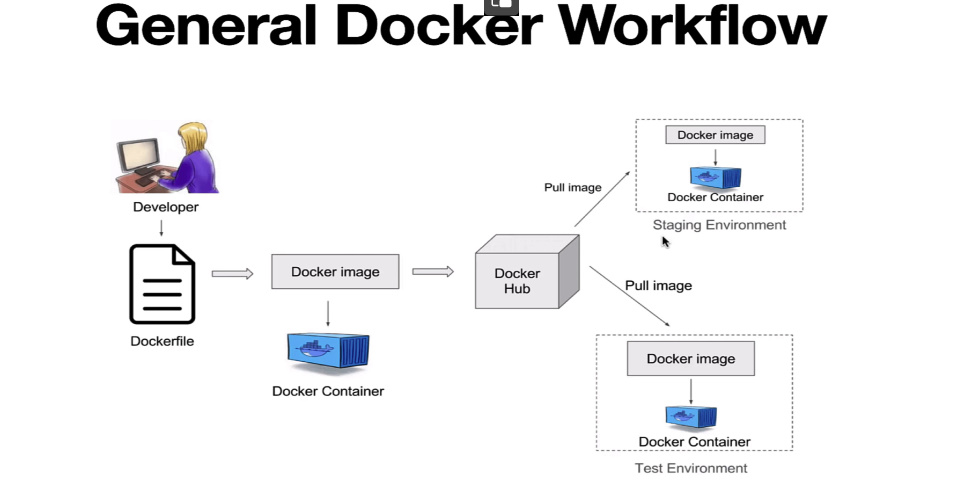 General Docker Workflow
Developer
Dockerfile
Docker image
Docker Container
Docker
Hub
Pull image
Docker image
Docker Container
Staging Environment
Pull image
Docker image
Docker Container
Test Environment